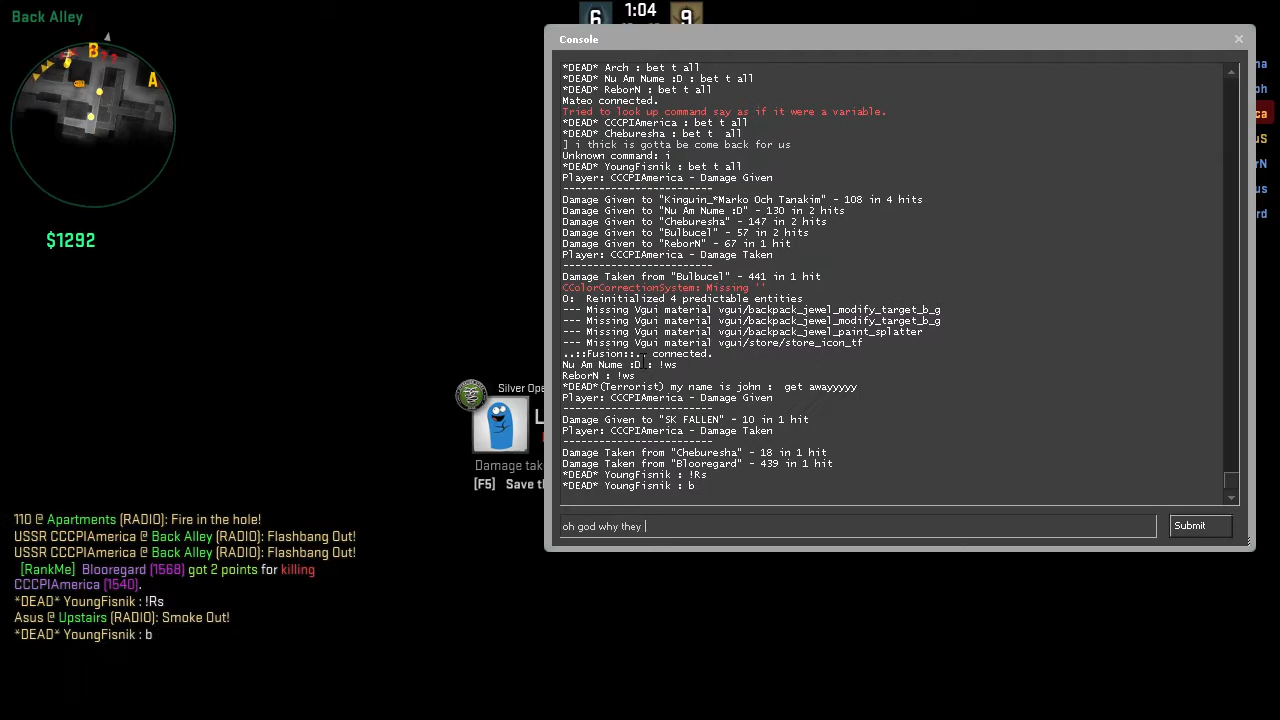 Back Alley
6
1:04
9
B
A
$1292
Console
*DEAD* Arch : bet t all
*DEAD* Nu Am Nume :D : bet t all
*DEAD* ReborN : bet t all
Mateo connected.
Tried to look up command say as if it were a variable.
*DEAD* CCCPIAmerica : bet t all
*DEAD* Cheburesha : bet t  all
] i thick is gotta be come back for us
Unknown command: i
*DEAD* YoungFisnik : bet t all
Player: CCCPIAmerica - Damage Given
-------------------------
Damage Given to "Kinguin_*Marko Och Tanakim" - 108 in 4 hits
Damage Given to "Nu Am Nume :D" - 130 in 2 hits
Damage Given to "Cheburesha" - 147 in 2 hits
Damage Given to "Bulbucel" - 57 in 2 hits
Damage Given to "ReborN" - 67 in 1 hit
Player: CCCPIAmerica - Damage Taken
-------------------------
Damage Taken from "Bulbucel" - 441 in 1 hit
CColorCorrectionSystem: Missing ''
0:  Reinitialized 4 predictable entities
--- Missing Vgui material vgui/backpack_jewel_modify_target_b_g
--- Missing Vgui material vgui/backpack_jewel_modify_target_b_g
--- Missing Vgui material vgui/backpack_jewel_paint_splatter
--- Missing Vgui material vgui/store/store_icon_tf
..::Fusion::.. connected.
Nu Am Nume :D : !ws
ReborN : !ws
*DEAD*(Terrorist) my name is john :  get awayyyyy
Player: CCCPIAmerica - Damage Given
-------------------------
Damage Given to "SK FALLEN" - 10 in 1 hit
Player: CCCPIAmerica - Damage Taken
-------------------------
Damage Taken from "Cheburesha" - 18 in 1 hit
Damage Taken from "Blooregard" - 439 in 1 hit
*DEAD* YoungFisnik : !Rs
*DEAD* YoungFisnik : b
oh god why they
Submit
Silver Ope
L
Damage tak
[F5] Save th
110 @ Apartments (RADIO): Fire in the hole!
USSR CCCPIAmerica @ Back Alley (RADIO): Flashbang Out!
USSR CCCPIAmerica @ Back Alley (RADIO): Flashbang Out!
[RankMe] Blooregard (1568) got 2 points for killing
CCCPIAmerica (1540).
*DEAD* YoungFisnik : !Rs
Asus @ Upstairs (RADIO): Smoke Out!
*DEAD* YoungFisnik : b